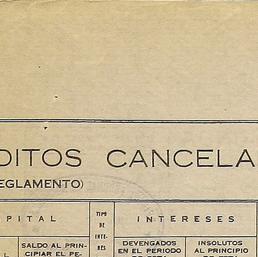 DITOS CANCELA
EGLAMENTO)
PITAL
TIPO DE INTE- RES
INTERESES
SALDO AL PRIN-
CIPIAR EL PE-
DEVENGADOS
EN EL PERIODO
INSOLUTOS
AL PRINCIPIO